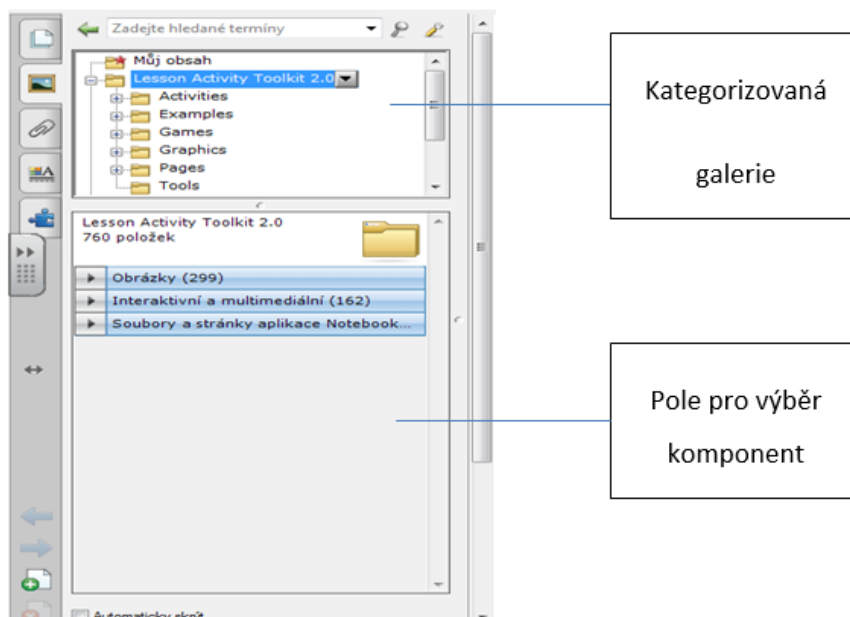 Zadejte hledané termíny
Můj obsah
Lesson Activity Toolkit 2.0
Activities
Examples
Games
Graphics
Pages
Tools
Lesson Activity Toolkit 2.0
760 položek
Obrázky (299)
Interaktivní a multimediální (162)
Soubory a stránky aplikace Notebook...
Automaticky skrýt
Kategorizovaná
galerie
Pole pro výběr
komponent